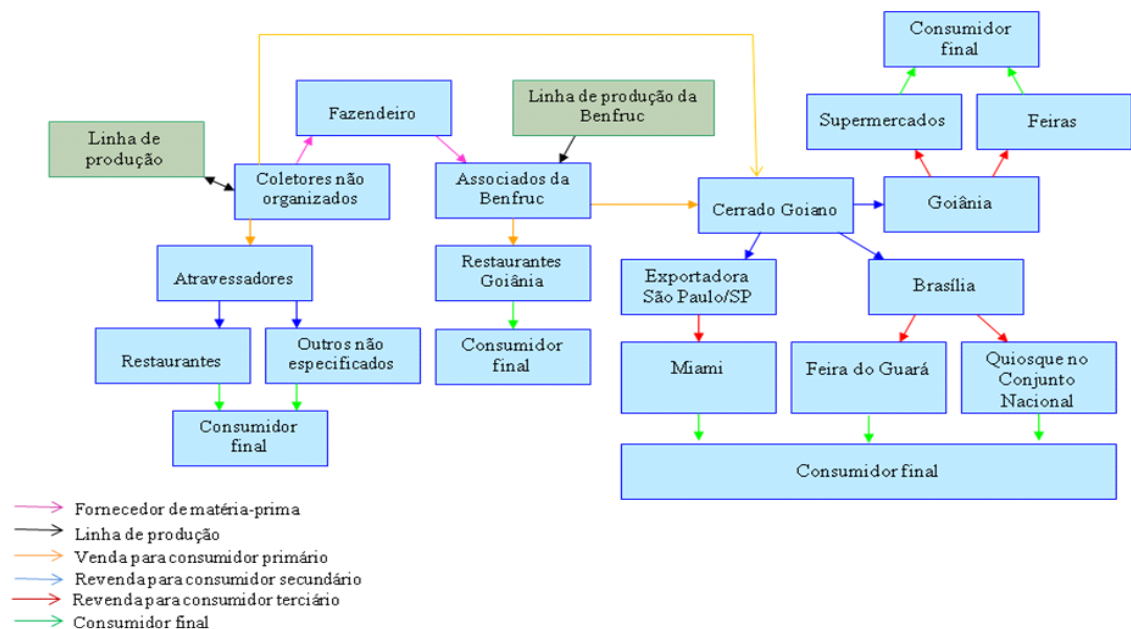 Consumidor
final
Fazendeiro
Linha de produção da
Benfruc
Supermercados
Feiras
Linha de
produção
Coletores não
organizados
Associados da
Benfruc
Cerrado Goiano
Goiânia
Atravessadores
Restaurantes
Goiânia
Exportadora
São Paulo/SP
Brasília
Restaurantes
Outros não
especificados
Consumidor
final
Miami
Feira do Guará
Quiosque no
Conjunto
Nacional
Consumidor
final
Consumidor final
Fornecedor de matéria-prima
Linha de produção
Venda para consumidor primário
Revenda para consumidor secundário
Revenda para consumidor terciário
Consumidor final